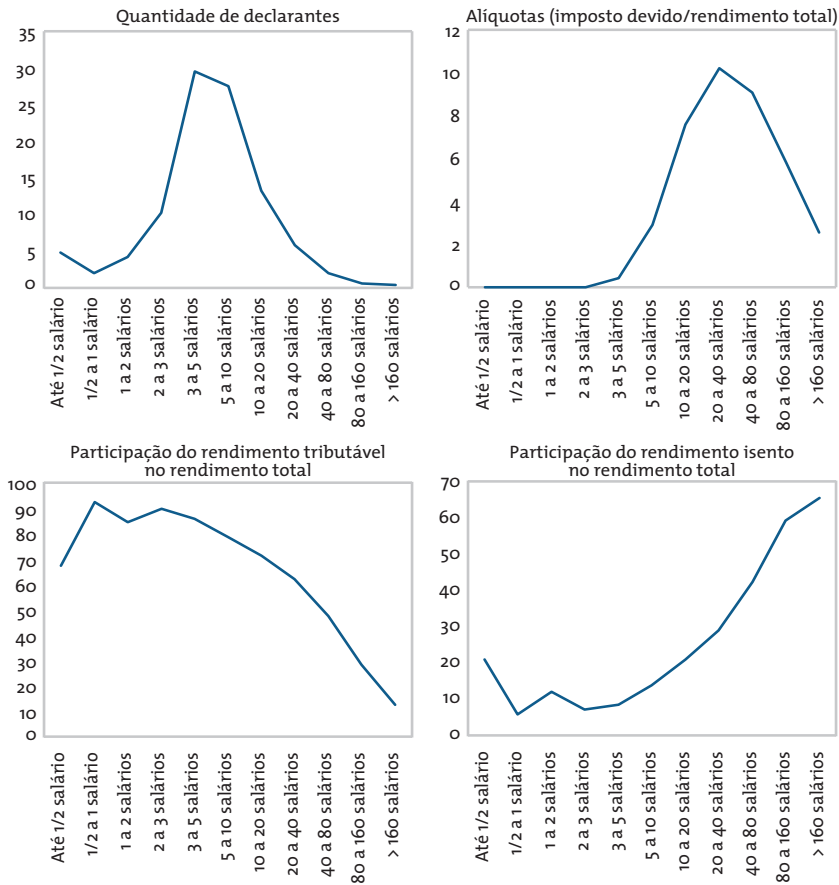 Quantidade de declarantes
35
30
25
20
15
10
5
0
Até 1/2 salário
1/2 a 1 salário
1 a 2 salários
2 a 3 salários
3 a 5 salários
5 a 10 salários
10 a 20 salários
20 a 40 salários
40 a 80 salários
80 a 160 salários
> 160 salários
Alíquotas (imposto devido/rendimento total)
12
10
8
6
4
2
0
Até 1/2 salário
1/2 a 1 salário
1 a 2 salários
2 a 3 salários
3 a 5 salários
5 a 10 salários
10 a 20 salários
20 a 40 salários
40 a 80 salários
80 a 160 salários
> 160 salários
Participação do rendimento tributável
no rendimento total
100
90
80
70
60
50
40
30
20
10
0
Até 1/2 salário
1/2 a 1 salário
1 a 2 salários
2 a 3 salários
3 a 5 salários
5 a 10 salários
10 a 20 salários
20 a 40 salários
40 a 80 salários
80 a 160 salários
> 160 salários
Participação do rendimento isento
no rendimento total
70
60
50
40
30
20
10
0
Até 1/2 salário
1/2 a 1 salário
1 a 2 salários
2 a 3 salários
3 a 5 salários
5 a 10 salários
10 a 20 salários
20 a 40 salários
40 a 80 salários
80 a 160 salários
> 160 salários